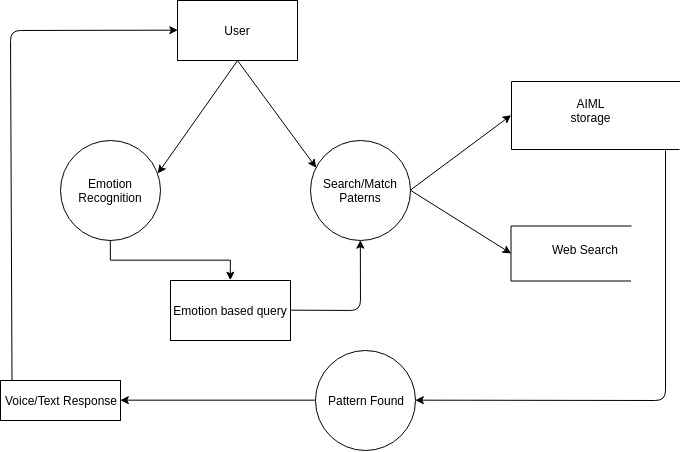 User
AIML
storage
Emotion
Recognition
Search/Match
Paterns
Web Search
Emotion based query
Voice/Text Response
Pattern Found